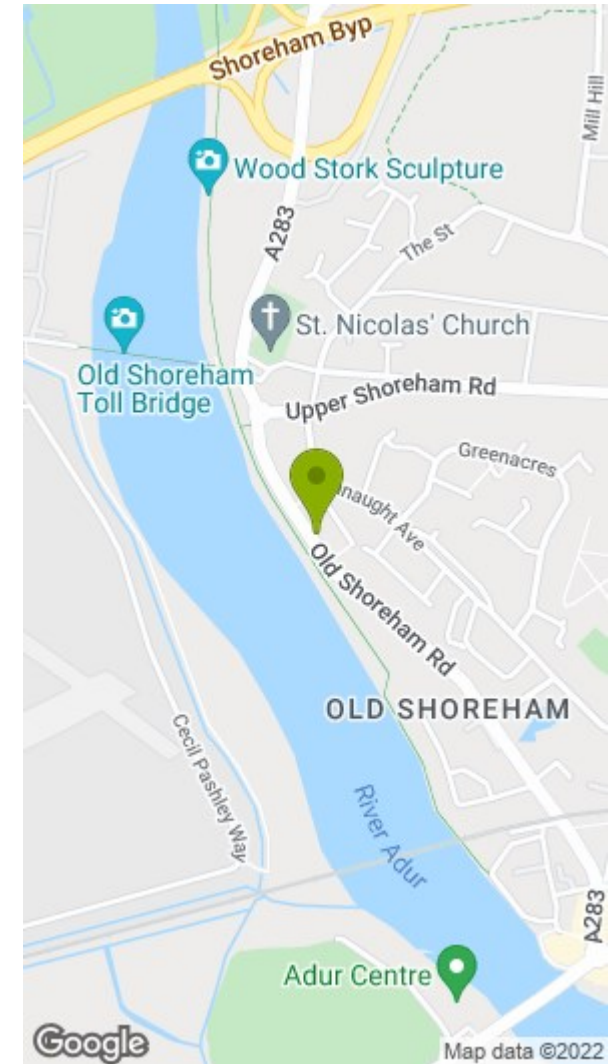 Shoreham Byp
Mill Hill
Wood Stork Sculpture
A283
The St
St. Nicolas' Church
Old Shoreham
Toll Bridge
Upper Shoreham Rd
Greenacres
naught Ave
Old Shoreham Rd
OLD SHOREHAM
Cecil Pashley Way
River Adur
A283
Adur Centre
Google
Map data ©2022